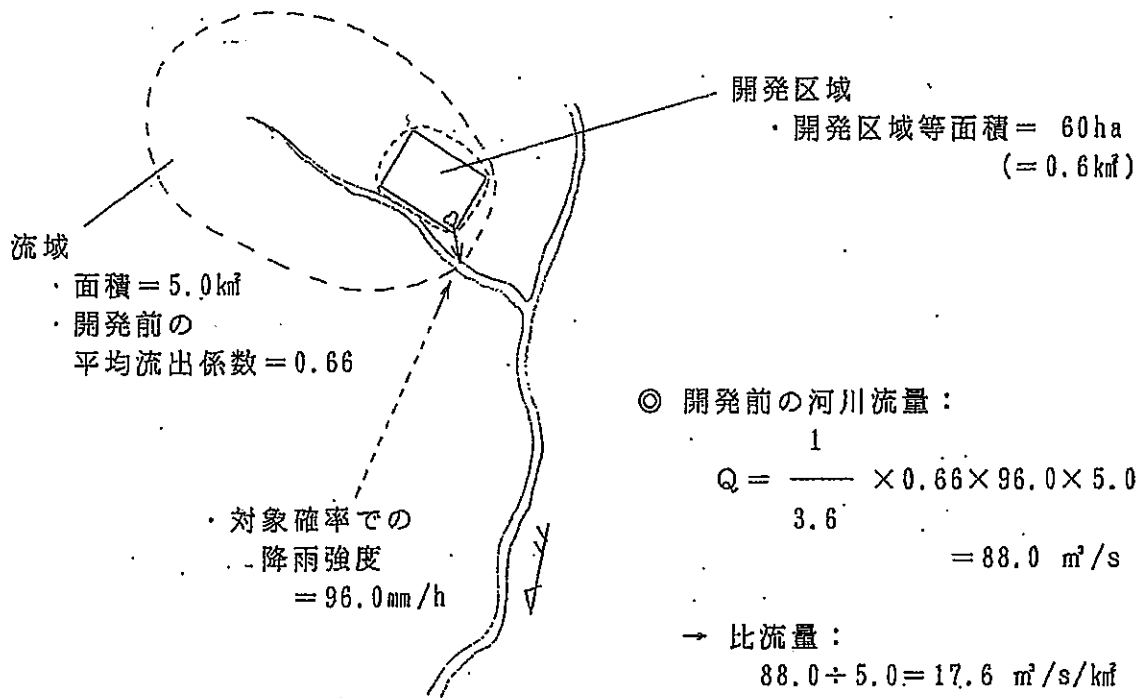 開発区域
・開発区域等面積＝ 60ha
(＝0.6㎢)
流域
・面積＝5.0㎢
・開発前の
平均流出係数＝0.66
・対象確率での
降雨強度
＝96.0mm/h
◎ 開発前の河川流量：
1
Q＝ ─── ×0.66×96.0×5.0
3.6
＝88.0 m³/s
→ 比流量：
88.0÷5.0＝17.6 m³/s/㎢